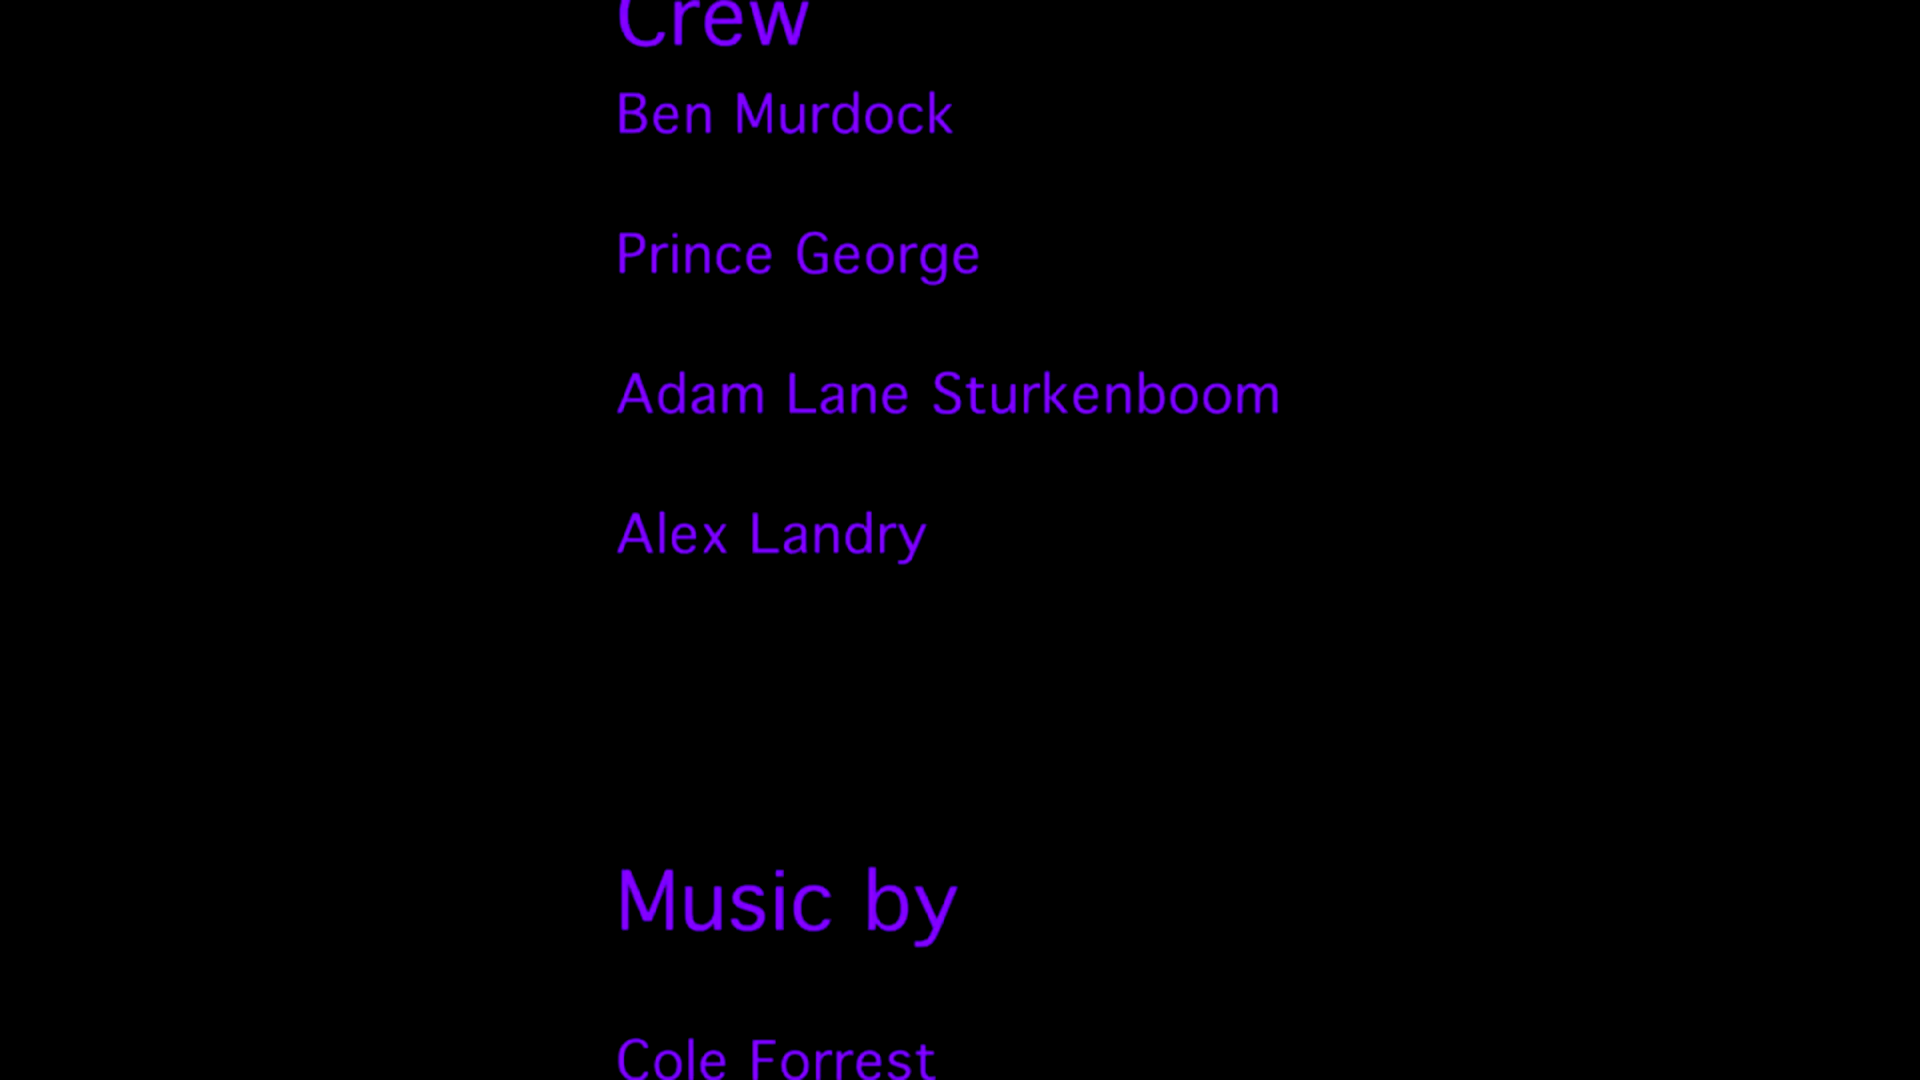 Crew
Ben Murdock
Prince George
Adam Lane Sturkenboom
Alex Landry
Music by
Cole Forrest